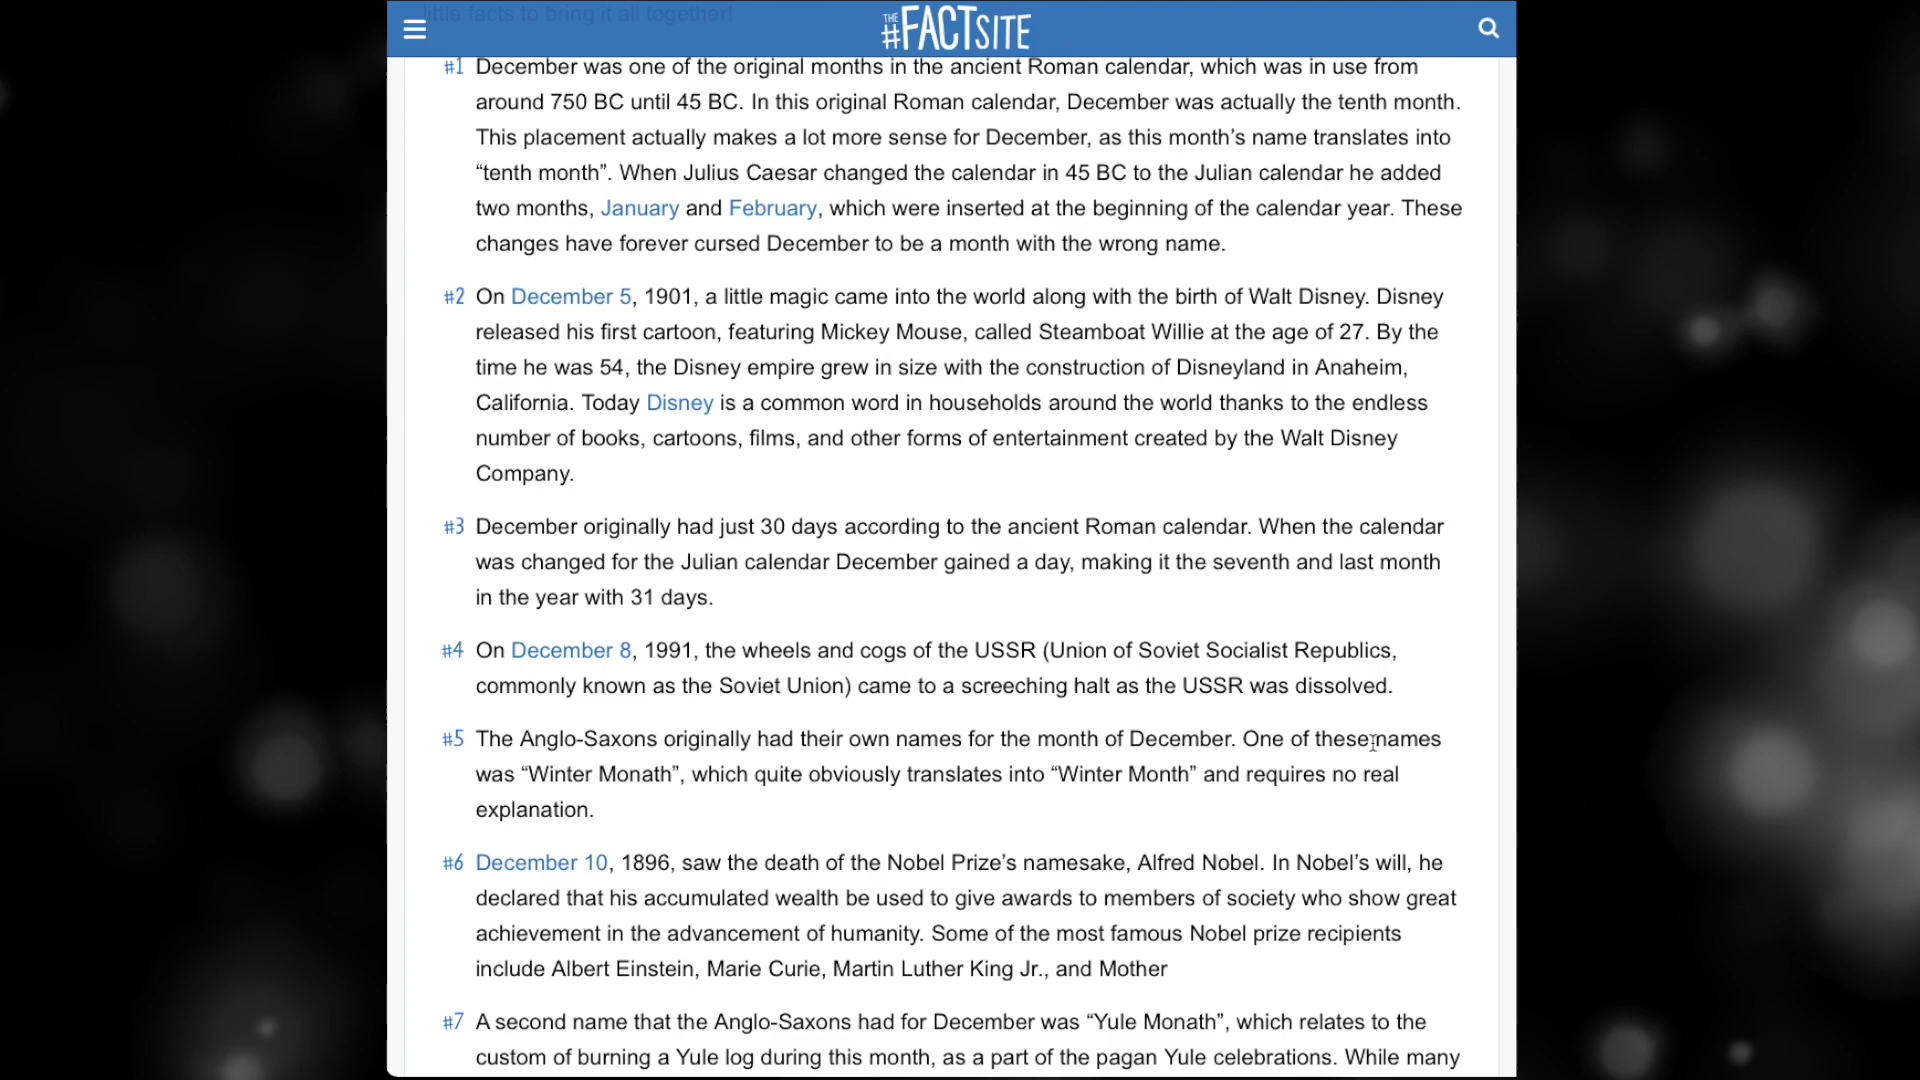 little facts to bring it all together!
THE #FACTSITE
#1 December was one of the original months in the ancient Roman calendar, which was in use from
around 750 BC until 45 BC. In this original Roman calendar, December was actually the tenth month.
This placement actually makes a lot more sense for December, as this month’s name translates into
“tenth month”. When Julius Caesar changed the calendar in 45 BC to the Julian calendar he added
two months, January and February, which were inserted at the beginning of the calendar year. These
changes have forever cursed December to be a month with the wrong name.
#2 On December 5, 1901, a little magic came into the world along with the birth of Walt Disney. Disney
released his first cartoon, featuring Mickey Mouse, called Steamboat Willie at the age of 27. By the
time he was 54, the Disney empire grew in size with the construction of Disneyland in Anaheim,
California. Today Disney is a common word in households around the world thanks to the endless
number of books, cartoons, films, and other forms of entertainment created by the Walt Disney
Company.
#3 December originally had just 30 days according to the ancient Roman calendar. When the calendar
was changed for the Julian calendar December gained a day, making it the seventh and last month
in the year with 31 days.
#4 On December 8, 1991, the wheels and cogs of the USSR (Union of Soviet Socialist Republics,
commonly known as the Soviet Union) came to a screeching halt as the USSR was dissolved.
#5 The Anglo-Saxons originally had their own names for the month of December. One of these names
was “Winter Monath”, which quite obviously translates into “Winter Month” and requires no real
explanation.
#6 December 10, 1896, saw the death of the Nobel Prize’s namesake, Alfred Nobel. In Nobel’s will, he
declared that his accumulated wealth be used to give awards to members of society who show great
achievement in the advancement of humanity. Some of the most famous Nobel prize recipients
include Albert Einstein, Marie Curie, Martin Luther King Jr., and Mother
#7 A second name that the Anglo-Saxons had for December was “Yule Monath”, which relates to the
custom of burning a Yule log during this month, as a part of the pagan Yule celebrations. While many